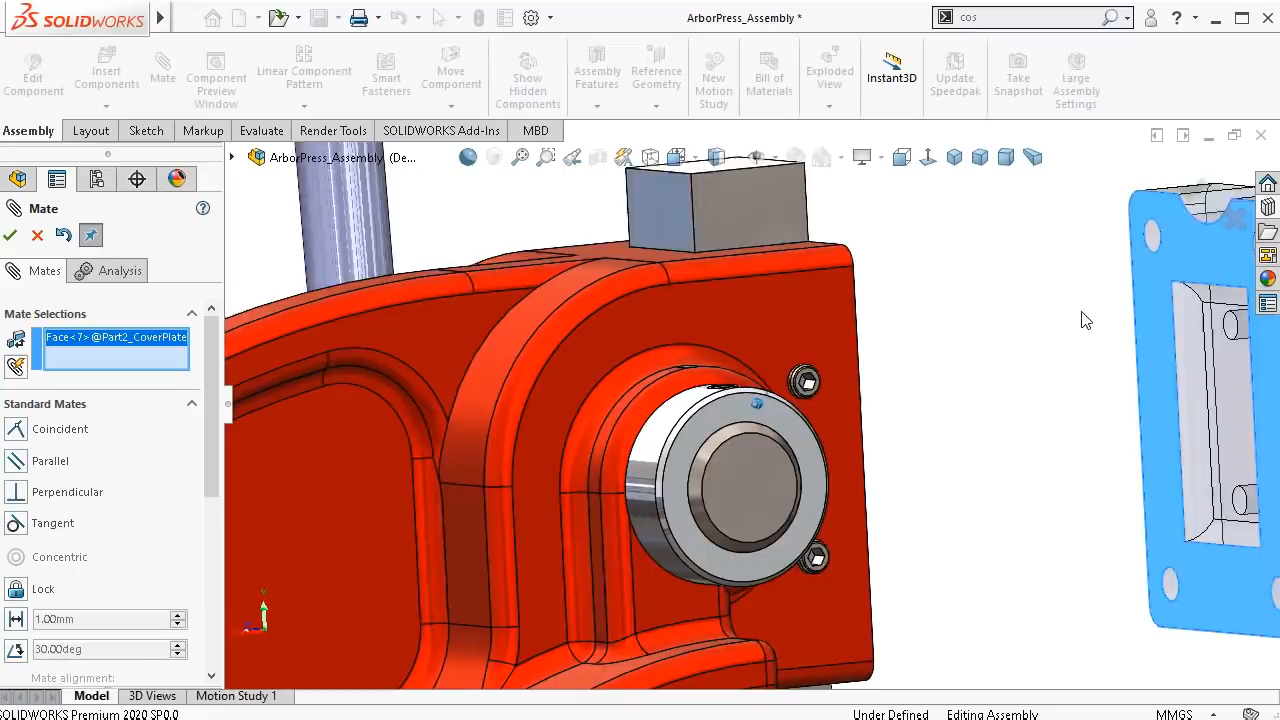 SOLIDWORKS
ArborPress_Assembly *
cos
?
Edit Component
Insert Components
Mate
Component Preview Window
Linear Component Pattern
Smart Fasteners
Move Component
Show Hidden Components
Assembly Features
Reference Geometry
New Motion Study
Bill of Materials
Exploded View
Instant3D
Update Speedpak
Take Snapshot
Large Assembly Settings
Assembly
Layout
Sketch
Markup
Evaluate
Render Tools
SOLIDWORKS Add-Ins
MBD
ArborPress_Assembly (De...
Mate
?
Mates
Analysis
Mate Selections
Face<7>@Part2_CoverPlate
Standard Mates
Coincident
Parallel
Perpendicular
Tangent
Concentric
Lock
1.00mm
30.00deg
Mate alignment:
Y
Model
3D Views
Motion Study 1
SOLIDWORKS Premium 2020 SP0.0
Under Defined
Editing Assembly
MMGS